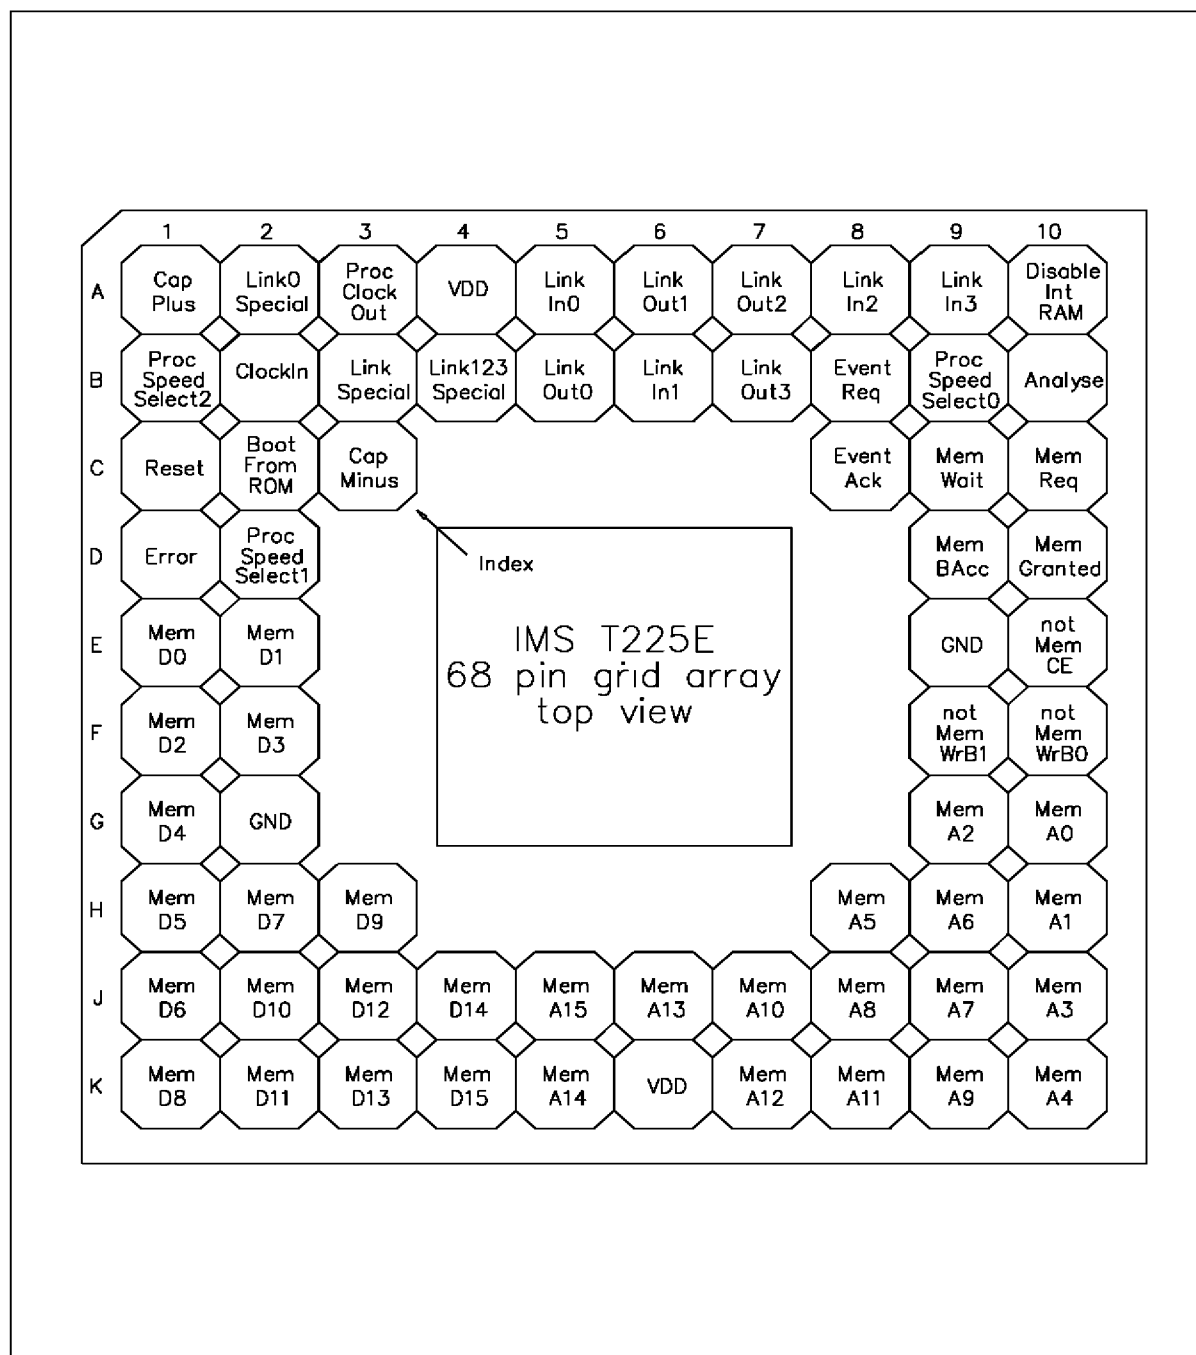 1 2 3 4 5 6 7 8 9 10
A
Cap
Plus
Link0
Special
Proc
Clock
Out
VDD
Link
In0
Link
Out1
Link
Out2
Link
In2
Link
In3
Disable
Int
RAM
B
Proc
Speed
Select2
ClockIn
Link
Special
Link123
Special
Link
Out0
Link
In1
Link
Out3
Event
Req
Proc
Speed
Select0
Analyse
C
Reset
Boot
From
ROM
Cap
Minus
Event
Ack
Mem
Wait
Mem
Req
D
Error
Proc
Speed
Select1
Index
Mem
BAcc
Mem
Granted
E
Mem
D0
Mem
D1
IMS T225E
68 pin grid array
top view
GND
not
Mem
CE
F
Mem
D2
Mem
D3
not
Mem
WrB1
not
Mem
WrB0
G
Mem
D4
GND
Mem
A2
Mem
A0
H
Mem
D5
Mem
D7
Mem
D9
Mem
A5
Mem
A6
Mem
A1
J
Mem
D6
Mem
D10
Mem
D12
Mem
D14
Mem
A15
Mem
A13
Mem
A10
Mem
A8
Mem
A7
Mem
A3
K
Mem
D8
Mem
D11
Mem
D13
Mem
D15
Mem
A14
VDD
Mem
A12
Mem
A11
Mem
A9
Mem
A4